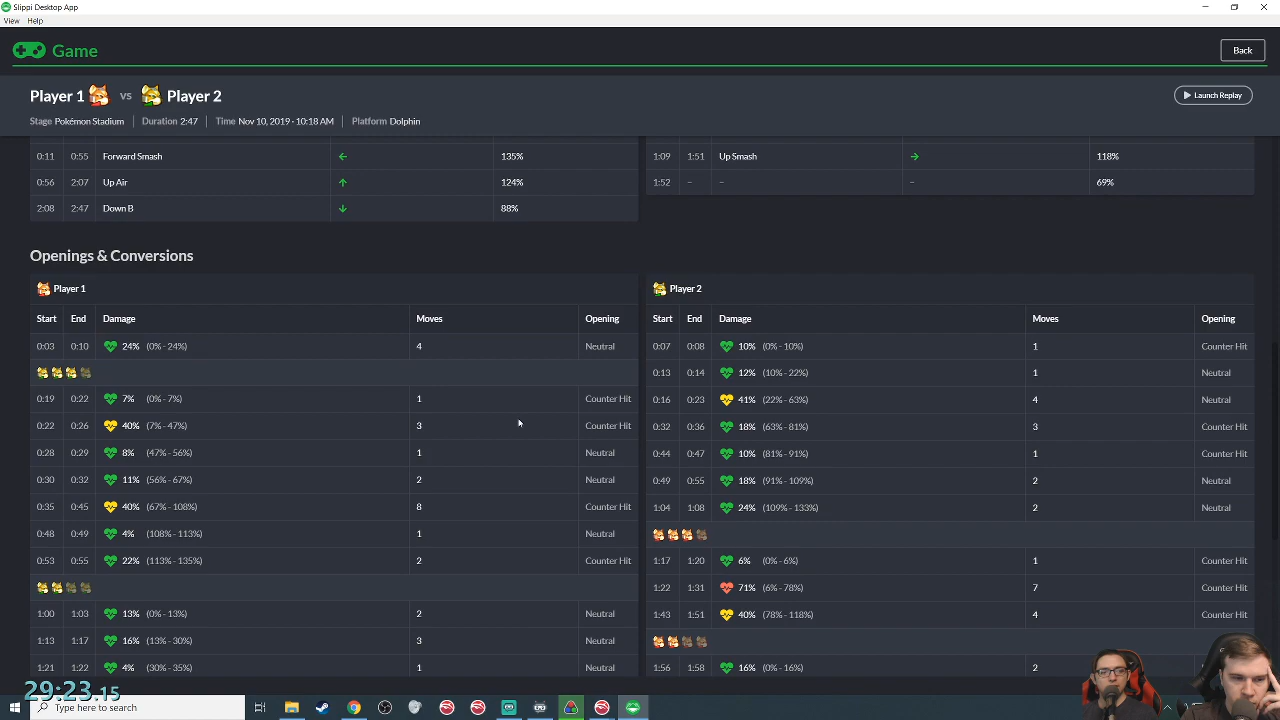 Slippi Desktop App
View Help
Game
Back
Player 1 vs Player 2
Launch Replay
Stage Pokémon Stadium Duration 2:47 Time Nov 10, 2019 - 10:18 AM Platform Dolphin
0:11 0:55 Forward Smash 135%
0:56 2:07 Up Air 124%
2:08 2:47 Down B 88%
1:09 1:51 Up Smash 118%
1:52 – – – 69%
Openings & Conversions
Player 1
Start End Damage Moves Opening
0:03 0:10 24% (0% - 24%) 4 Neutral
0:19 0:22 7% (0% - 7%) 1 Counter Hit
0:22 0:26 40% (7% - 47%) 3 Counter Hit
0:28 0:29 8% (47% - 56%) 1 Neutral
0:30 0:32 11% (56% - 67%) 2 Neutral
0:35 0:45 40% (67% - 108%) 8 Counter Hit
0:48 0:49 4% (108% - 113%) 1 Neutral
0:53 0:55 22% (113% - 135%) 2 Counter Hit
1:00 1:03 13% (0% - 13%) 2 Neutral
1:13 1:17 16% (13% - 30%) 3 Neutral
1:21 1:22 4% (30% - 35%) 1 Neutral
Player 2
Start End Damage Moves Opening
0:07 0:08 10% (0% - 10%) 1 Counter Hit
0:13 0:14 12% (10% - 22%) 1 Neutral
0:16 0:23 41% (22% - 63%) 4 Neutral
0:32 0:36 18% (63% - 81%) 3 Counter Hit
0:44 0:47 10% (81% - 91%) 1 Counter Hit
0:49 0:55 18% (91% - 109%) 2 Neutral
1:04 1:08 24% (109% - 133%) 2 Neutral
1:17 1:20 6% (0% - 6%) 1 Counter Hit
1:22 1:31 71% (6% - 78%) 7 Counter Hit
1:43 1:51 40% (78% - 118%) 4 Counter Hit
1:56 1:58 16% (0% - 16%) 2
29:23.15
Type here to search